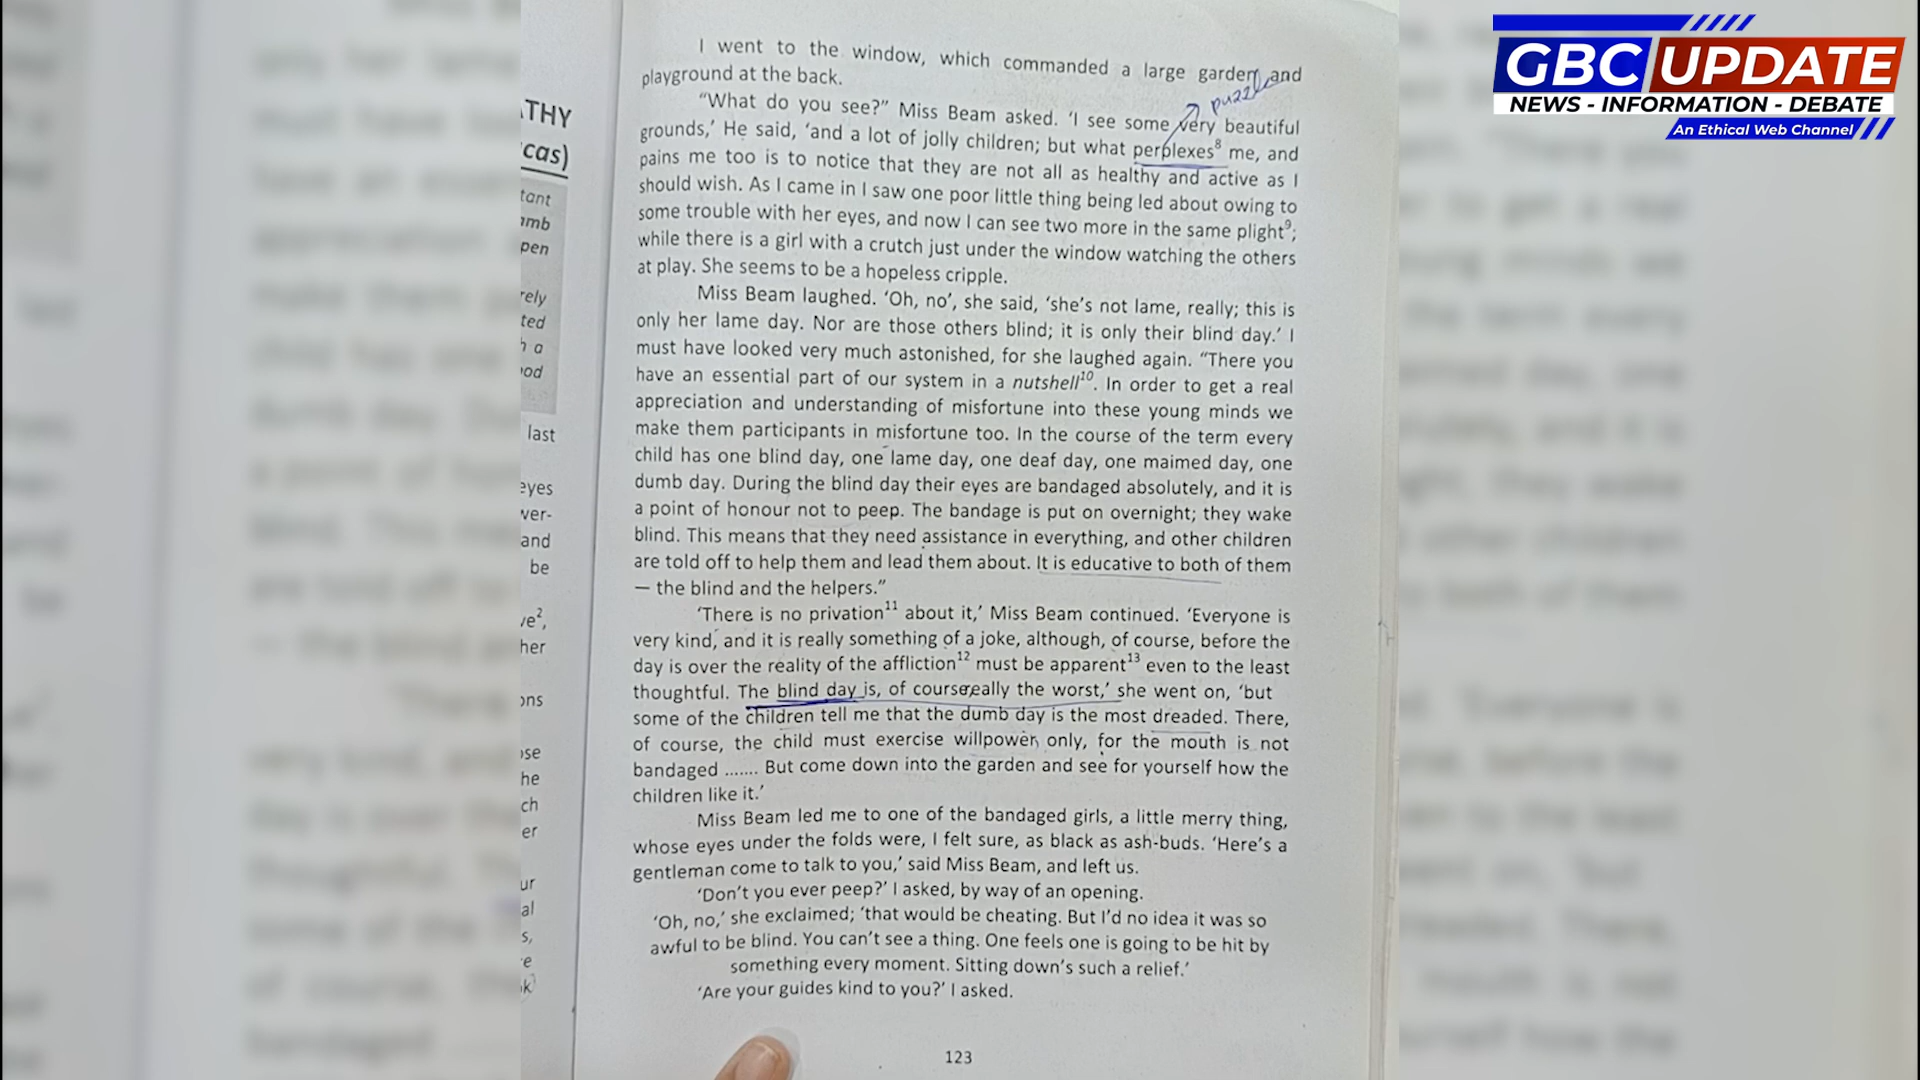 GBC UPDATE
NEWS - INFORMATION - DEBATE
An Ethical Web Channel
THY
cas)
tant
amb
pen
rely
ted
h a
ood
last
eyes
ver-
and
be
ve²,
her
ons
ose
he
ch
er
ur
al
s,
e
k
I went to the window, which commanded a large garden and
playground at the back.
puzzle
“What do you see?” Miss Beam asked. ‘I see some very beautiful
grounds,’ He said, ‘and a lot of jolly children; but what perplexes⁸ me, and
pains me too is to notice that they are not all as healthy and active as I
should wish. As I came in I saw one poor little thing being led about owing to
some trouble with her eyes, and now I can see two more in the same plight⁹;
while there is a girl with a crutch just under the window watching the others
at play. She seems to be a hopeless cripple.
Miss Beam laughed. ‘Oh, no’, she said, ‘she’s not lame, really; this is
only her lame day. Nor are those others blind; it is only their blind day.’ I
must have looked very much astonished, for she laughed again. “There you
have an essential part of our system in a nutshell¹⁰. In order to get a real
appreciation and understanding of misfortune into these young minds we
make them participants in misfortune too. In the course of the term every
child has one blind day, one lame day, one deaf day, one maimed day, one
dumb day. During the blind day their eyes are bandaged absolutely, and it is
a point of honour not to peep. The bandage is put on overnight; they wake
blind. This means that they need assistance in everything, and other children
are told off to help them and lead them about. It is educative to both of them
— the blind and the helpers.”
‘There is no privation¹¹ about it,’ Miss Beam continued. ‘Everyone is
very kind, and it is really something of a joke, although, of course, before the
day is over the reality of the affliction¹² must be apparent¹³ even to the least
thoughtful. The blind day is, of course,really the worst,’ she went on, ‘but
some of the children tell me that the dumb day is the most dreaded. There,
of course, the child must exercise willpower only, for the mouth is not
bandaged ....... But come down into the garden and see for yourself how the
children like it.’
Miss Beam led me to one of the bandaged girls, a little merry thing,
whose eyes under the folds were, I felt sure, as black as ash-buds. ‘Here’s a
gentleman come to talk to you,’ said Miss Beam, and left us.
‘Don’t you ever peep?’ I asked, by way of an opening.
‘Oh, no,’ she exclaimed; ‘that would be cheating. But I’d no idea it was so
awful to be blind. You can’t see a thing. One feels one is going to be hit by
something every moment. Sitting down’s such a relief.’
‘Are your guides kind to you?’ I asked.
123